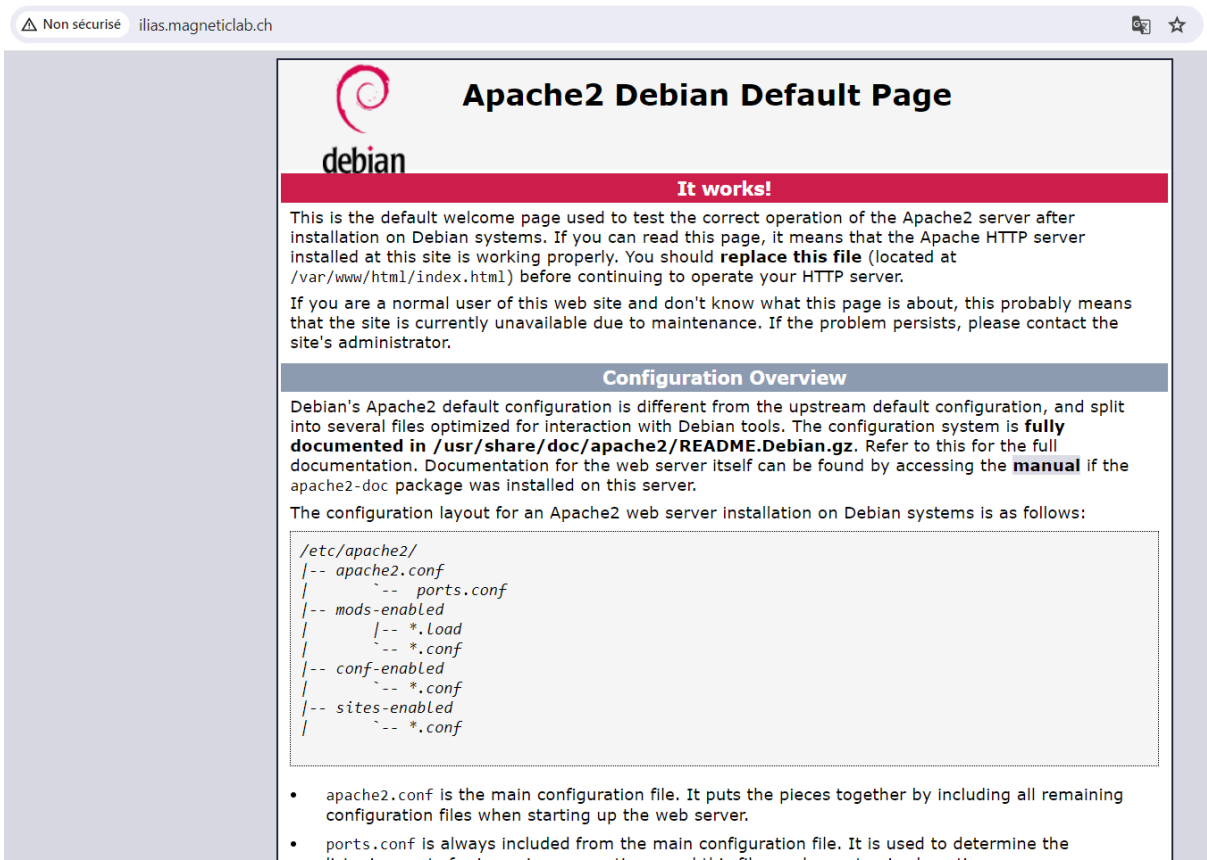 Non sécurisé ilias.magneticlab.ch
debian
Apache2 Debian Default Page
It works!
This is the default welcome page used to test the correct operation of the Apache2 server after
installation on Debian systems. If you can read this page, it means that the Apache HTTP server
installed at this site is working properly. You should replace this file (located at
/var/www/html/index.html) before continuing to operate your HTTP server.
If you are a normal user of this web site and don't know what this page is about, this probably means
that the site is currently unavailable due to maintenance. If the problem persists, please contact the
site's administrator.
Configuration Overview
Debian's Apache2 default configuration is different from the upstream default configuration, and split
into several files optimized for interaction with Debian tools. The configuration system is fully
documented in /usr/share/doc/apache2/README.Debian.gz. Refer to this for the full
documentation. Documentation for the web server itself can be found by accessing the manual if the
apache2-doc package was installed on this server.
The configuration layout for an Apache2 web server installation on Debian systems is as follows:
/etc/apache2/
|-- apache2.conf
|       `--  ports.conf
|-- mods-enabled
|       |-- *.load
|       `-- *.conf
|-- conf-enabled
|       `-- *.conf
|-- sites-enabled
|       `-- *.conf
• apache2.conf is the main configuration file. It puts the pieces together by including all remaining
configuration files when starting up the web server.
• ports.conf is always included from the main configuration file. It is used to determine the